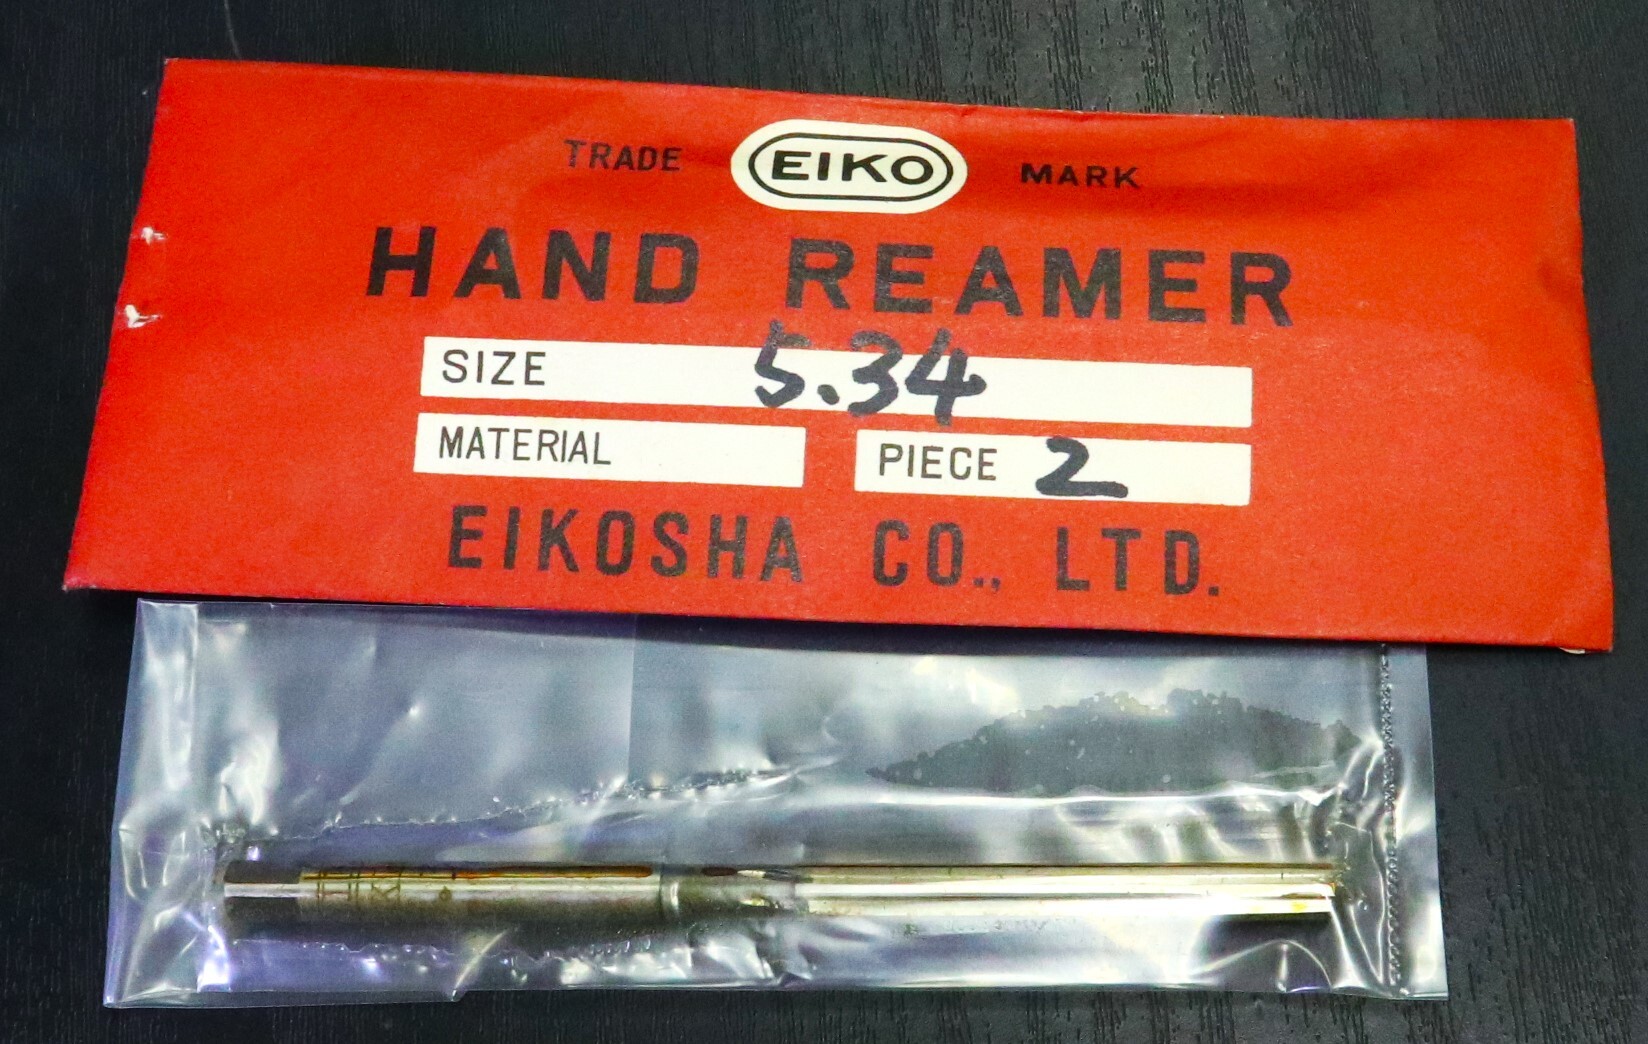 TRADE EIKO MARK
HAND REAMER
SIZE 5.34
MATERIAL PIECE 2
EIKOSHA CO., LTD.